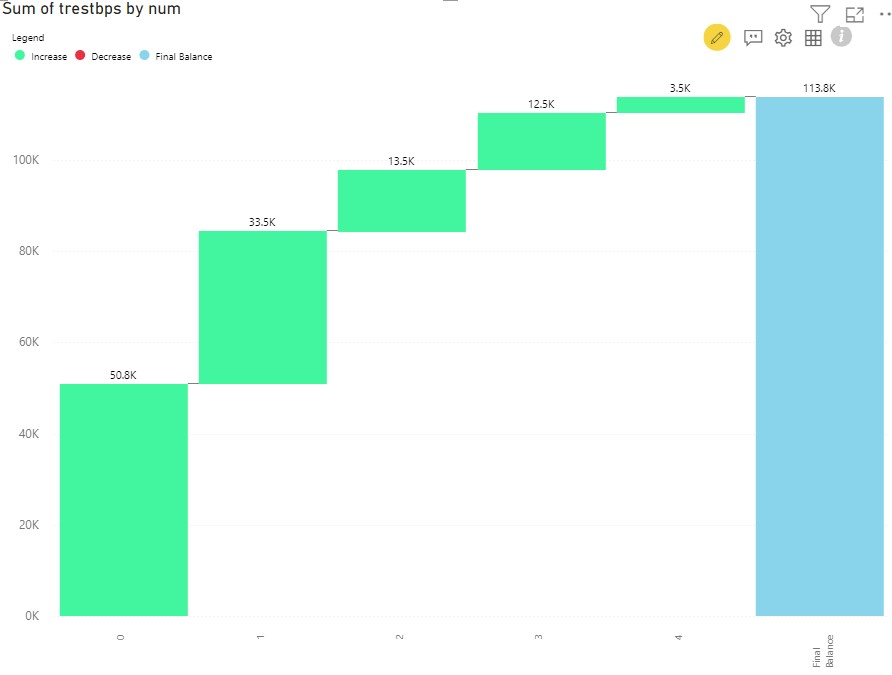 Sum of trestbps by num
Legend
Increase Decrease Final Balance
3.5K 113.8K
12.5K
100K
13.5K
80K
33.5K
60K
50.8K
40K
20K
0K
0 1 2 3 4 Final
Balance